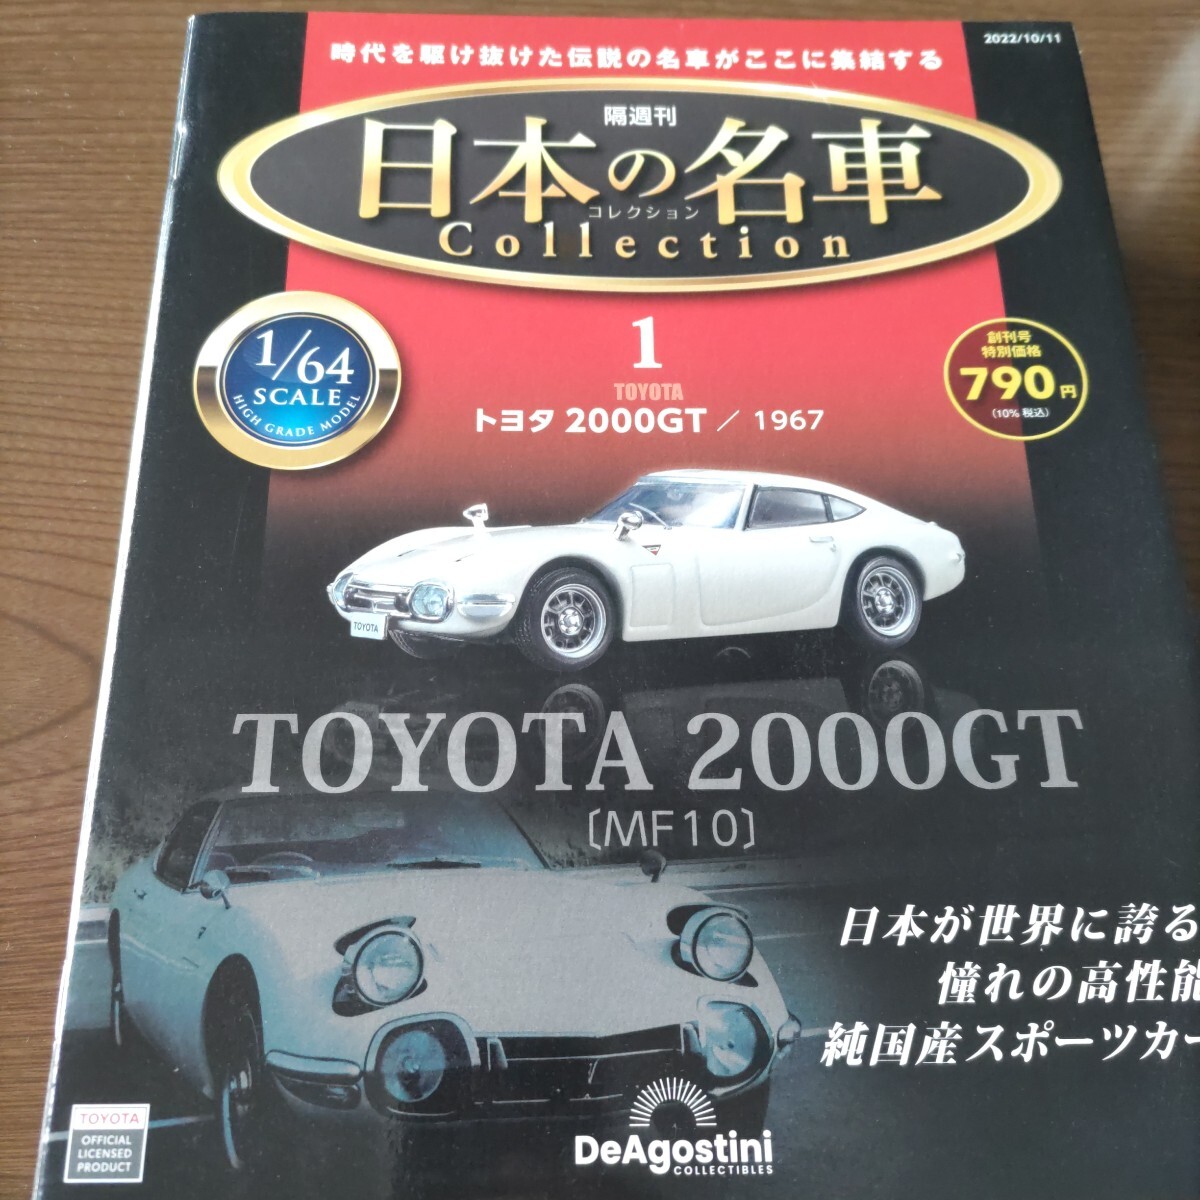 2022/10/11
時代を駆け抜けた伝説の名車がここに集結する
隔週刊
日本の名車
コレクション
Collection
1/64
SCALE
HIGH GRADE MODEL
1
TOYOTA
トヨタ 2000GT / 1967
創刊号
特別価格
790円
(10% 税込)
TOYOTA
TOYOTA 2000GT
〔MF10〕
日本が世界に誇る
憧れの高性能
純国産スポーツカー
TOYOTA
OFFICIAL
LICENSED
PRODUCT
DeAgostini
COLLECTIBLES